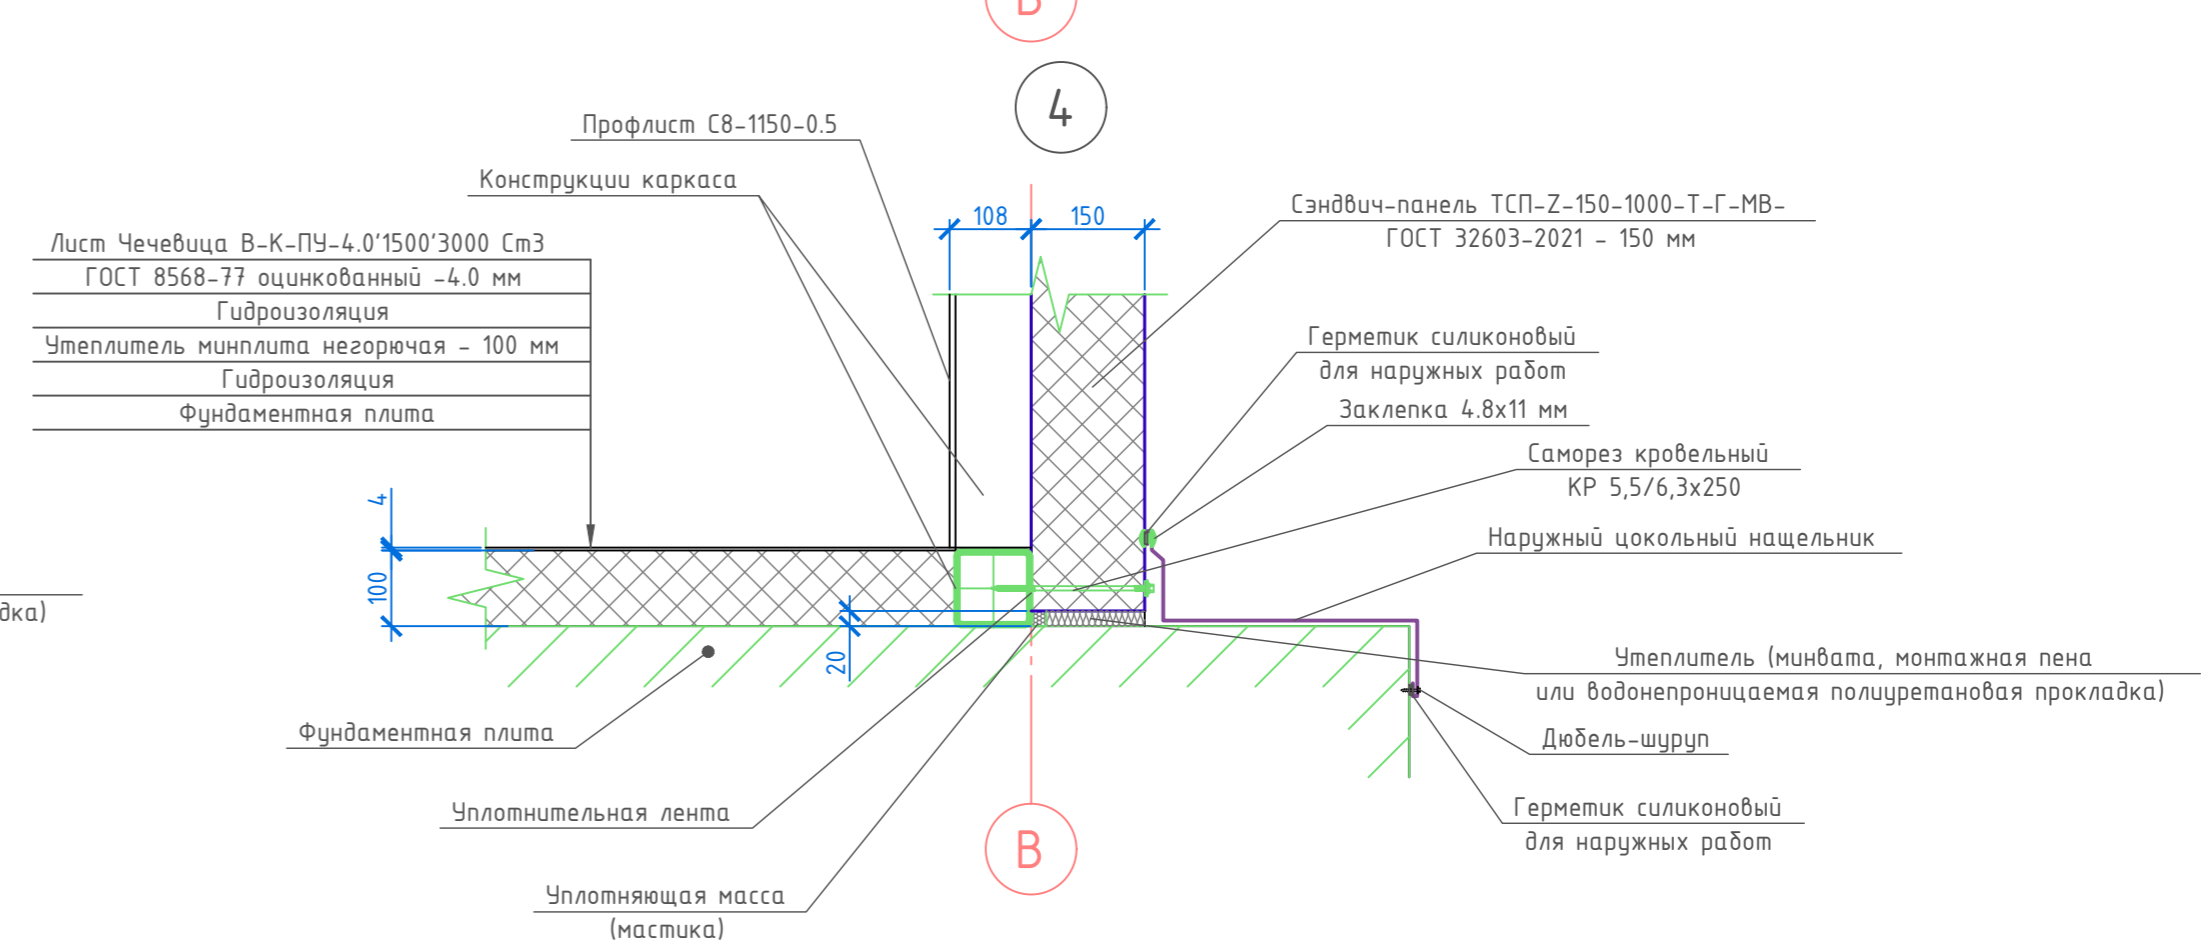 В
4
Профлист С8-1150-0.5
Конструкции каркаса
Лист Чечевица В-К-ПУ-4.0'1500'3000 Ст3
ГОСТ 8568-77 оцинкованный -4.0 мм
Гидроизоляция
Утеплитель минплита негорючая - 100 мм
Гидроизоляция
Фундаментная плита
108
150
Сэндвич-панель ТСП-Z-150-1000-Т-Г-МВ-
ГОСТ 32603-2021 - 150 мм
Герметик силиконовый
для наружных работ
Заклепка 4.8х11 мм
Саморез кровельный
КР 5,5/6,3х250
Наружный цокольный нащельник
4
100
20
дка)
Утеплитель (минвата, монтажная пена
или водонепроницаемая полиуретановая прокладка)
Дюбель-шуруп
Герметик силиконовый
для наружных работ
Фундаментная плита
Уплотнительная лента
В
Уплотняющая масса
(мастика)